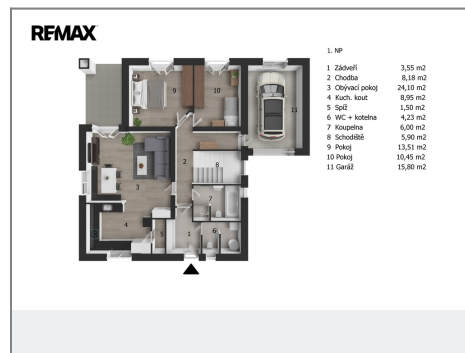 REMAX
1. NP
1 Zádveří 3,55 m2
2 Chodba 8,18 m2
3 Obývací pokoj 24,10 m2
4 Kuch. kout 8,95 m2
5 Spíž 1,50 m2
6 WC + kotelna 4,23 m2
7 Koupelna 6,00 m2
8 Schodiště 5,90 m2
9 Pokoj 13,51 m2
10 Pokoj 10,45 m2
11 Garáž 15,80 m2
9
10
11
2
8
3
7
4
5
1
6